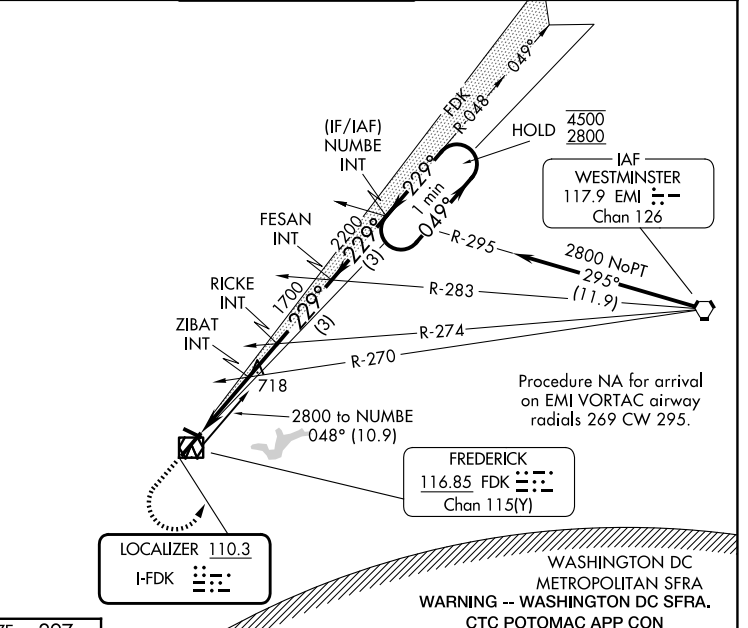 FDK
R-048
049°
(IF/IAF)
NUMBE
INT
HOLD
4500
2800
229°
1 min
049°
IAF
WESTMINSTER
117.9 EMI
Chan 126
FESAN
INT
2200
229°
(3)
R-295
2800 NoPT
295°
(11.9)
RICKE
INT
1700
229°
(3)
R-283
ZIBAT
INT
R-274
R-270
718
Procedure NA for arrival
on EMI VORTAC airway
radials 269 CW 295.
2800 to NUMBE
048° (10.9)
FREDERICK
116.85 FDK
Chan 115(Y)
LOCALIZER 110.3
I-FDK
WASHINGTON DC
METROPOLITAN SFRA
WARNING -- WASHINGTON DC SFRA.
CTC POTOMAC APP CON